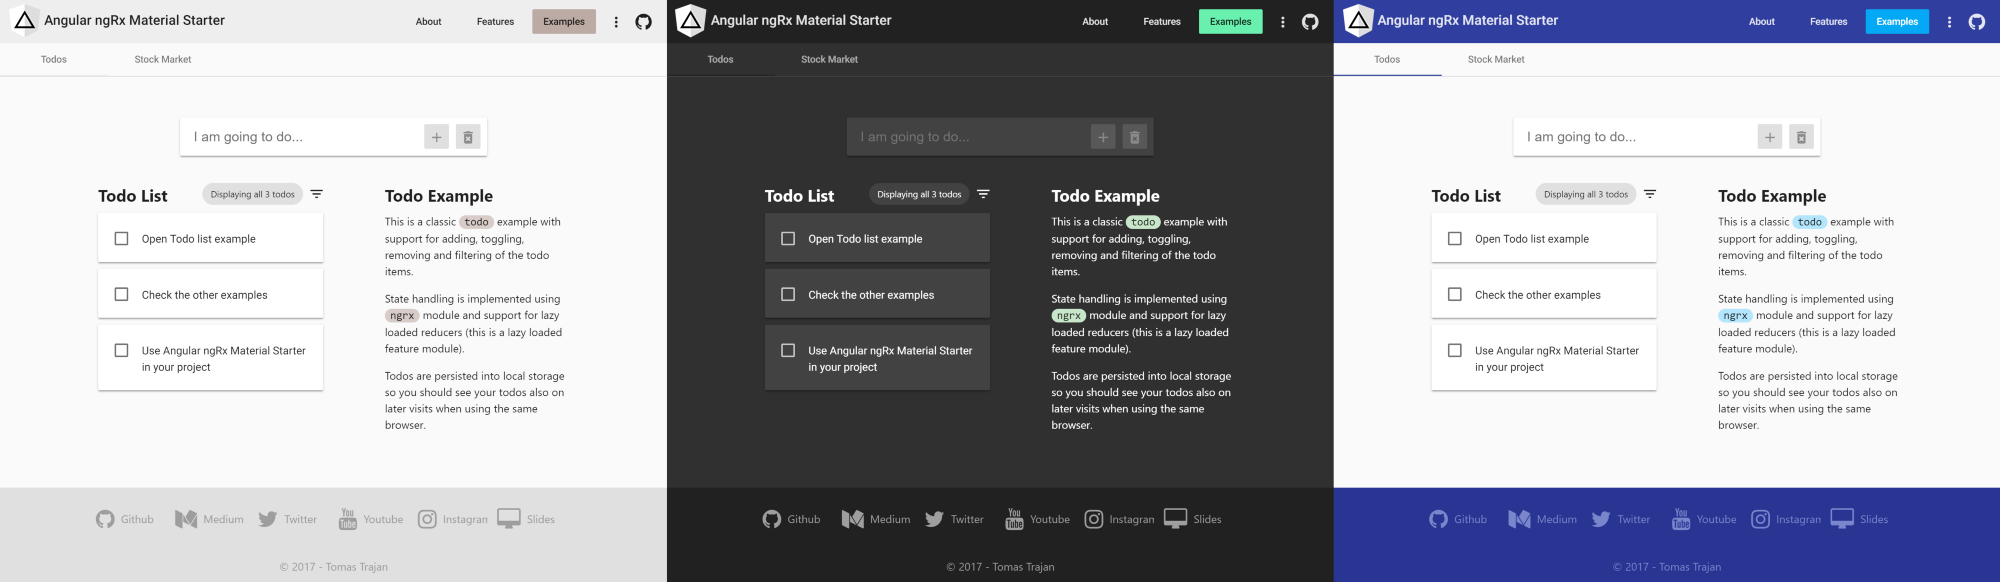 Angular ngRx Material Starter
About Features Examples
Todos Stock Market
I am going to do...
Todo List Displaying all 3 todos
Open Todo list example
Check the other examples
Use Angular ngRx Material Starter
in your project
Todo Example
This is a classic todo example with
support for adding, toggling,
removing and filtering of the todo
items.
State handling is implemented using
ngrx module and support for lazy
loaded reducers (this is a lazy loaded
feature module).
Todos are persisted into local storage
so you should see your todos also on
later visits when using the same
browser.
Github Medium Twitter You Tube Youtube Instagran Slides
© 2017 - Tomas Trajan
Angular ngRx Material Starter
About Features Examples
Todos Stock Market
I am going to do...
Todo List Displaying all 3 todos
Open Todo list example
Check the other examples
Use Angular ngRx Material Starter
in your project
Todo Example
This is a classic todo example with
support for adding, toggling,
removing and filtering of the todo
items.
State handling is implemented using
ngrx module and support for lazy
loaded reducers (this is a lazy loaded
feature module).
Todos are persisted into local storage
so you should see your todos also on
later visits when using the same
browser.
Github Medium Twitter You Tube Youtube Instagran Slides
© 2017 - Tomas Trajan
Angular ngRx Material Starter
About Features Examples
Todos Stock Market
I am going to do...
Todo List Displaying all 3 todos
Open Todo list example
Check the other examples
Use Angular ngRx Material Starter
in your project
Todo Example
This is a classic todo example with
support for adding, toggling,
removing and filtering of the todo
items.
State handling is implemented using
ngrx module and support for lazy
loaded reducers (this is a lazy loaded
feature module).
Todos are persisted into local storage
so you should see your todos also on
later visits when using the same
browser.
Github Medium Twitter You Tube Youtube Instagran Slides
© 2017 - Tomas Trajan